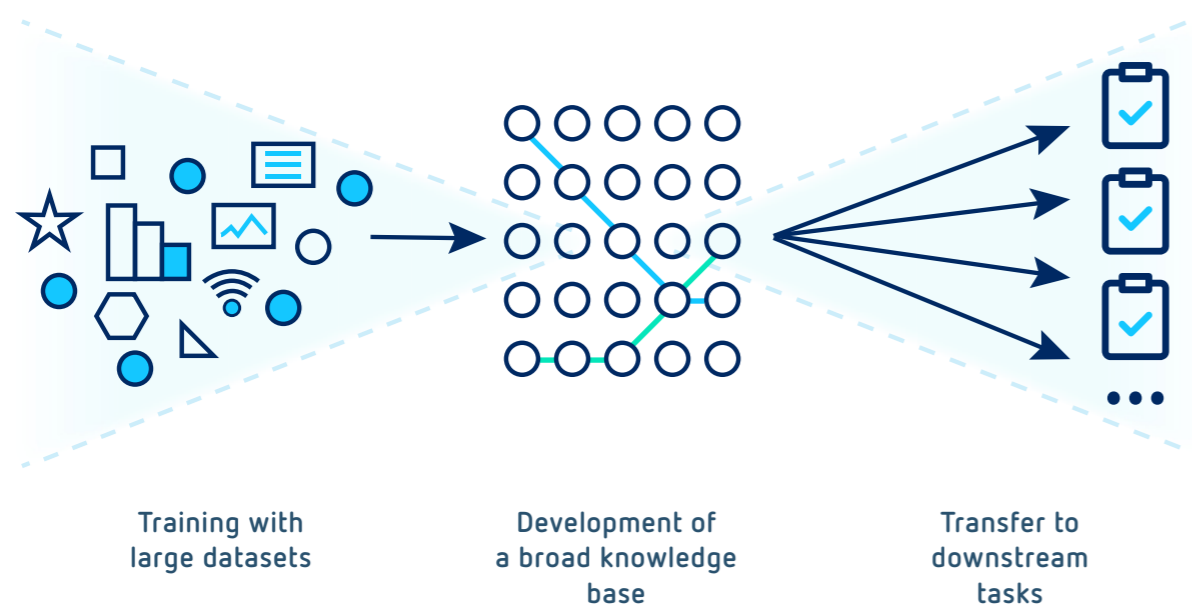 Training with
large datasets
Development of
a broad knowledge
base
Transfer to
downstream
tasks